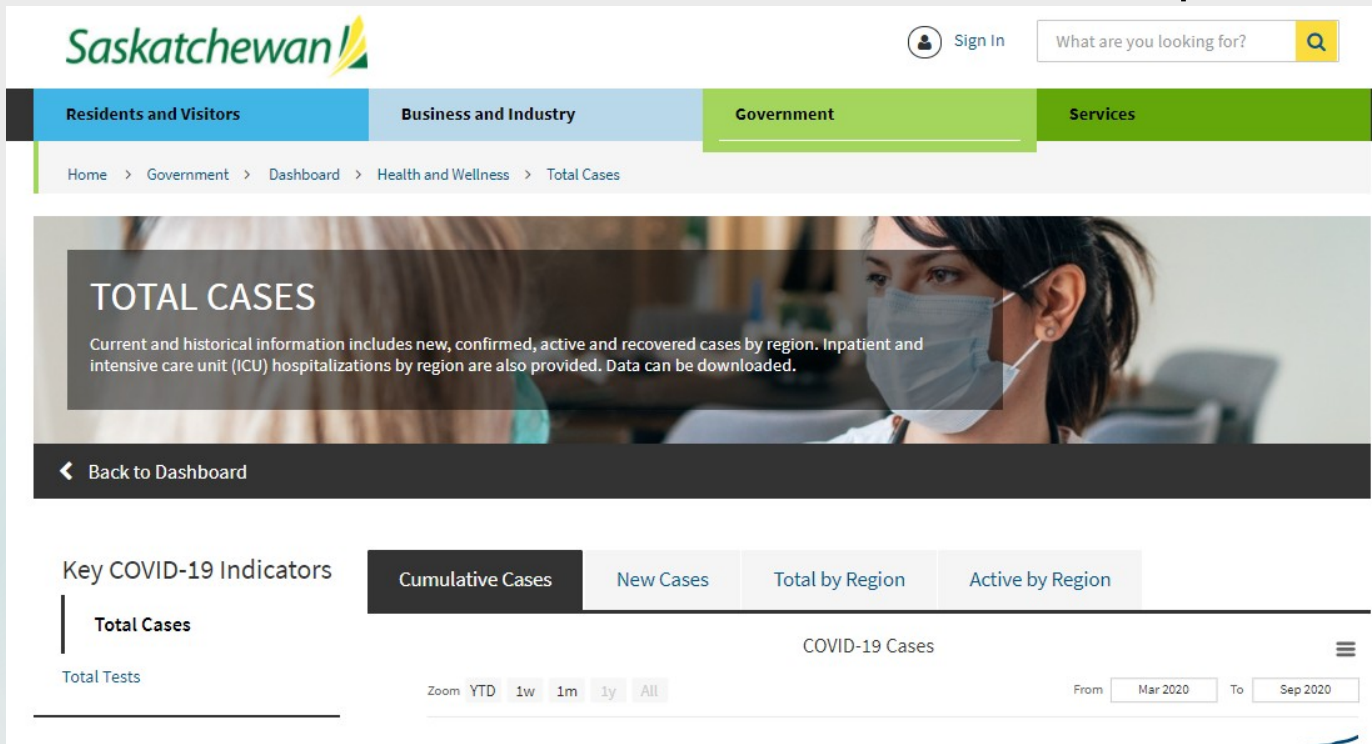 Saskatchewan
Sign In
What are you looking for?
Residents and Visitors Business and Industry Government Services
Home > Government > Dashboard > Health and Wellness > Total Cases
TOTAL CASES
Current and historical information includes new, confirmed, active and recovered cases by region. Inpatient and
intensive care unit (ICU) hospitalizations by region are also provided. Data can be downloaded.
Back to Dashboard
Key COVID-19 Indicators
Total Cases
Total Tests
Cumulative Cases New Cases Total by Region Active by Region
COVID-19 Cases
Zoom YTD 1w 1m 1y All From Mar 2020 To Sep 2020